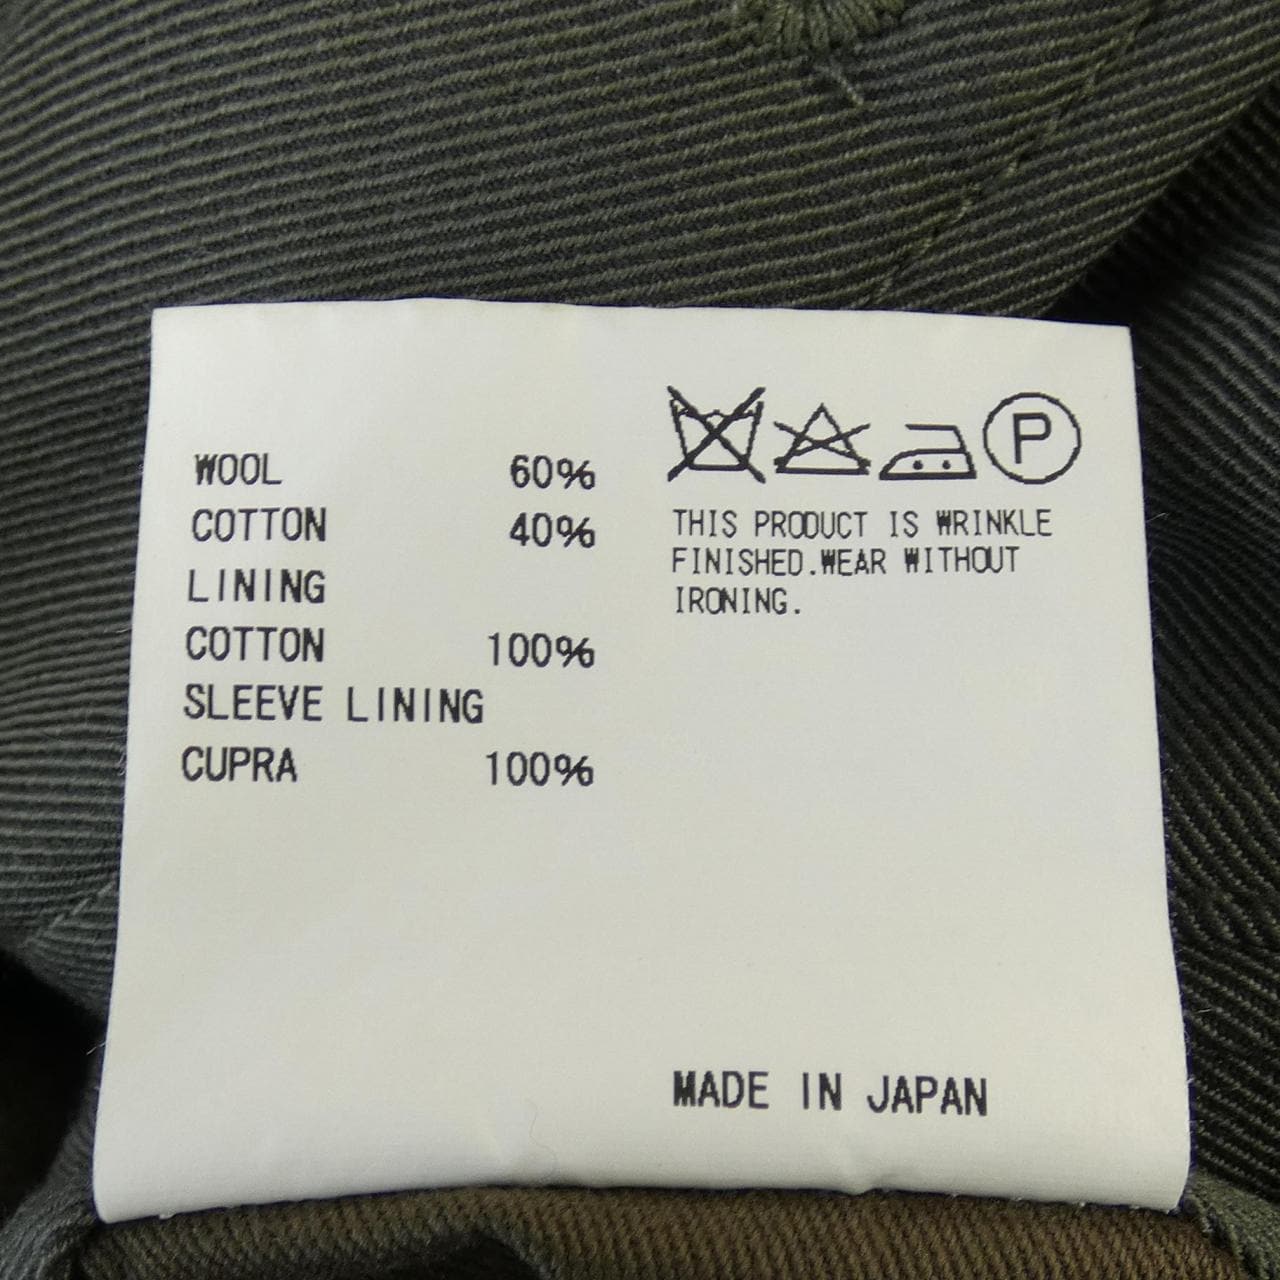 WOOL 60%
COTTON 40%
LINING
COTTON 100%
SLEEVE LINING
CUPRA 100%
P
THIS PRODUCT IS WRINKLE
FINISHED.WEAR WITHOUT
IRONING.
MADE IN JAPAN